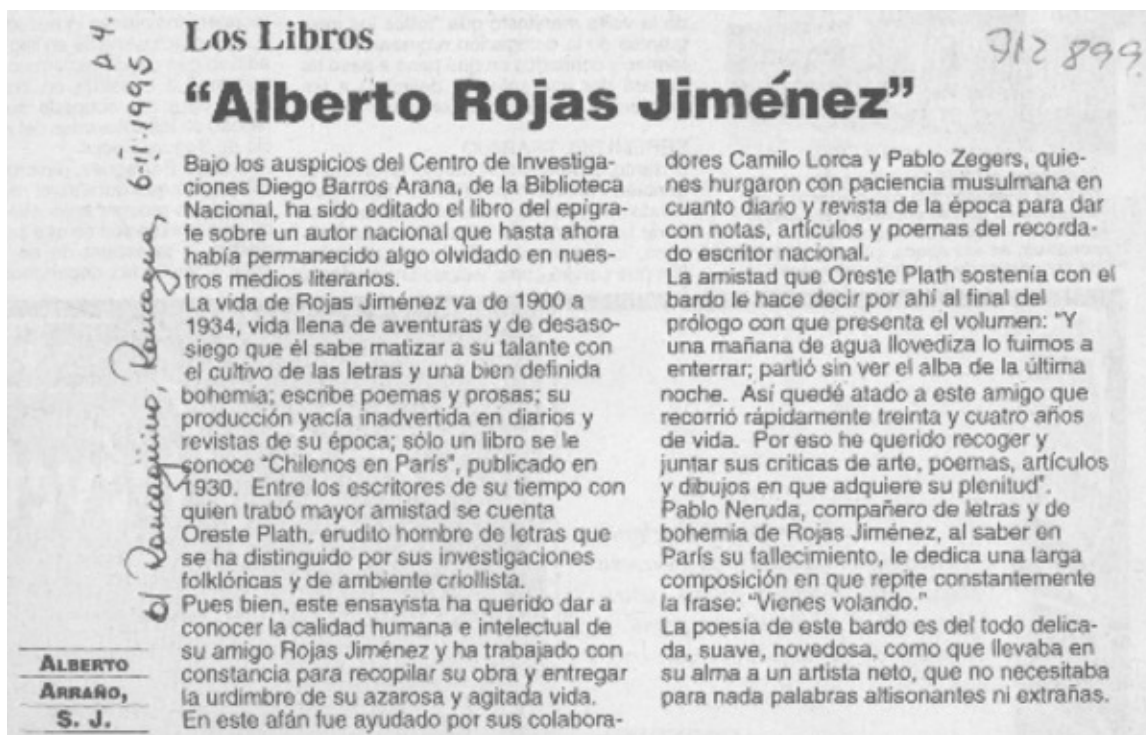 Los Libros
712 899
"Alberto Rojas Jiménez"
el Rancagüino, Rancagua, 6-II-1995 p. 4
Bajo los auspicios del Centro de Investiga-
ciones Diego Barros Arana, de la Biblioteca
Nacional, ha sido editado el libro del epígra-
fe sobre un autor nacional que hasta ahora
había permanecido algo olvidado en nues-
tros medios literarios.
La vida de Rojas Jiménez va de 1900 a
1934, vida llena de aventuras y de desaso-
siego que él sabe matizar a su talante con
el cultivo de las letras y una bien definida
bohemia; escribe poemas y prosas; su
producción yacía inadvertida en diarios y
revistas de su época; sólo un libro se le
conoce "Chilenos en París", publicado en
1930. Entre los escritores de su tiempo con
quien trabó mayor amistad se cuenta
Oreste Plath, erudito hombre de letras que
se ha distinguido por sus investigaciones
folklóricas y de ambiente criollista.
Pues bien, este ensayista ha querido dar a
conocer la calidad humana e intelectual de
su amigo Rojas Jiménez y ha trabajado con
constancia para recopilar su obra y entregar
la urdimbre de su azarosa y agitada vida.
En este afán fue ayudado por sus colabora-
dores Camilo Lorca y Pablo Zegers, quie-
nes hurgaron con paciencia musulmana en
cuanto diario y revista de la época para dar
con notas, artículos y poemas del recorda-
do escritor nacional.
La amistad que Oreste Plath sostenía con el
bardo le hace decir por ahí al final del
prólogo con que presenta el volumen: "Y
una mañana de agua llovediza lo fuimos a
enterrar; partió sin ver el alba de la última
noche. Así quedé atado a este amigo que
recorrió rápidamente treinta y cuatro años
de vida. Por eso he querido recoger y
juntar sus criticas de arte, poemas, artículos
y dibujos en que adquiere su plenitud".
Pablo Neruda, compañero de letras y de
bohemia de Rojas Jiménez, al saber en
París su fallecimiento, le dedica una larga
composición en que repite constantemente
la frase: "Vienes volando."
La poesía de este bardo es del todo delica-
da, suave, novedosa, como que llevaba en
su alma a un artista neto, que no necesitaba
para nada palabras altisonantes ni extrañas.
ALBERTO
ARRAÑO,
S. J.